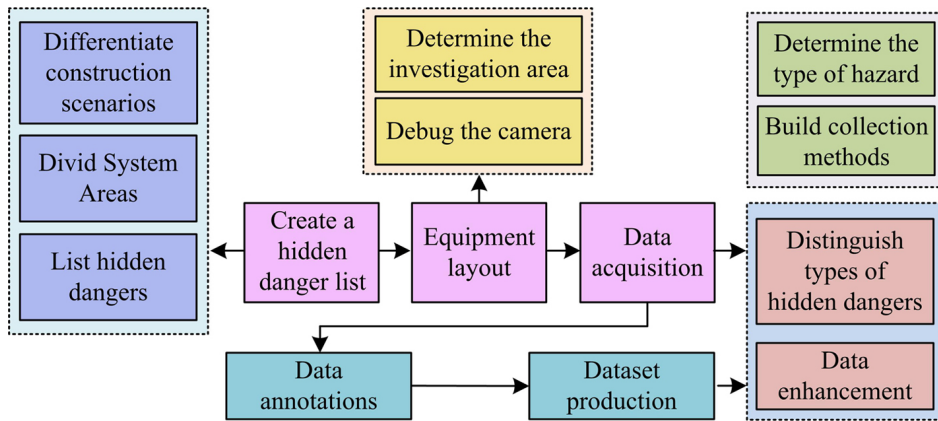 Differentiate
construction
scenarios
Divid System
Areas
List hidden
dangers
Determine the
investigation area
Debug the camera
Determine the
type of hazard
Build collection
methods
Create a
hidden
danger list
Equipment
layout
Data
acquisition
Distinguish
types of
hidden dangers
Data
enhancement
Data
annotations
Dataset
production